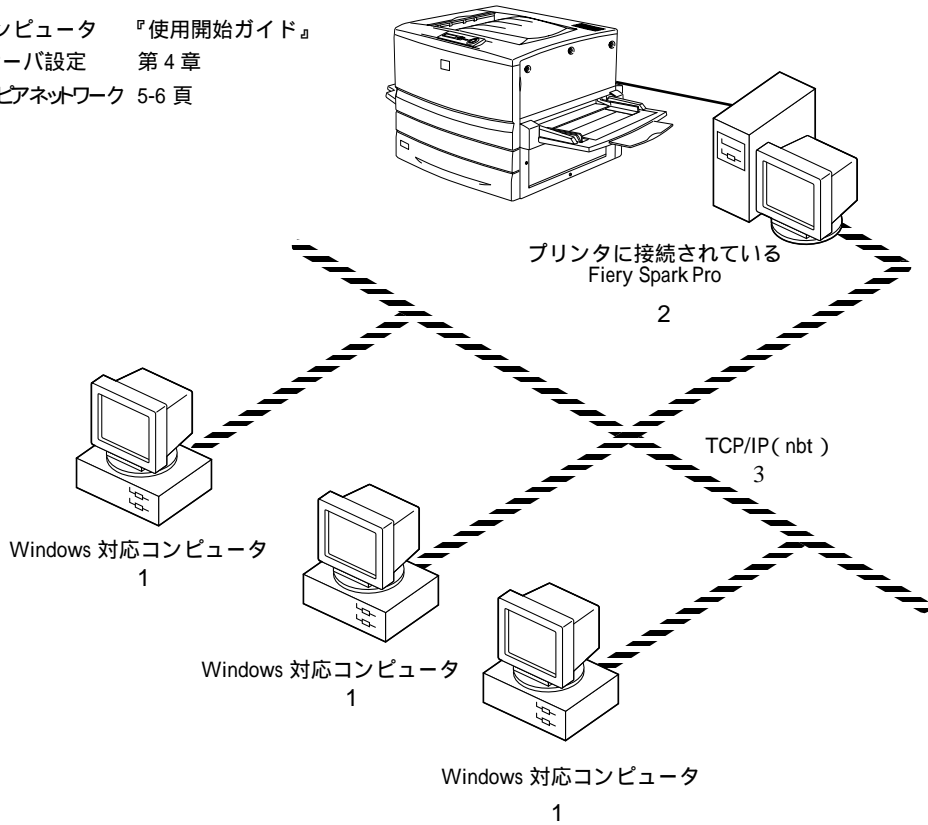 ンピュータ 『使用開始ガイド』
ーバ設定 第 4 章
ピアネットワーク 5-6 頁
プリンタに接続されている
Fiery Spark Pro
2
TCP/IP( nbt )
3
Windows 対応コンピュータ
1
Windows 対応コンピュータ
1
Windows 対応コンピュータ
1